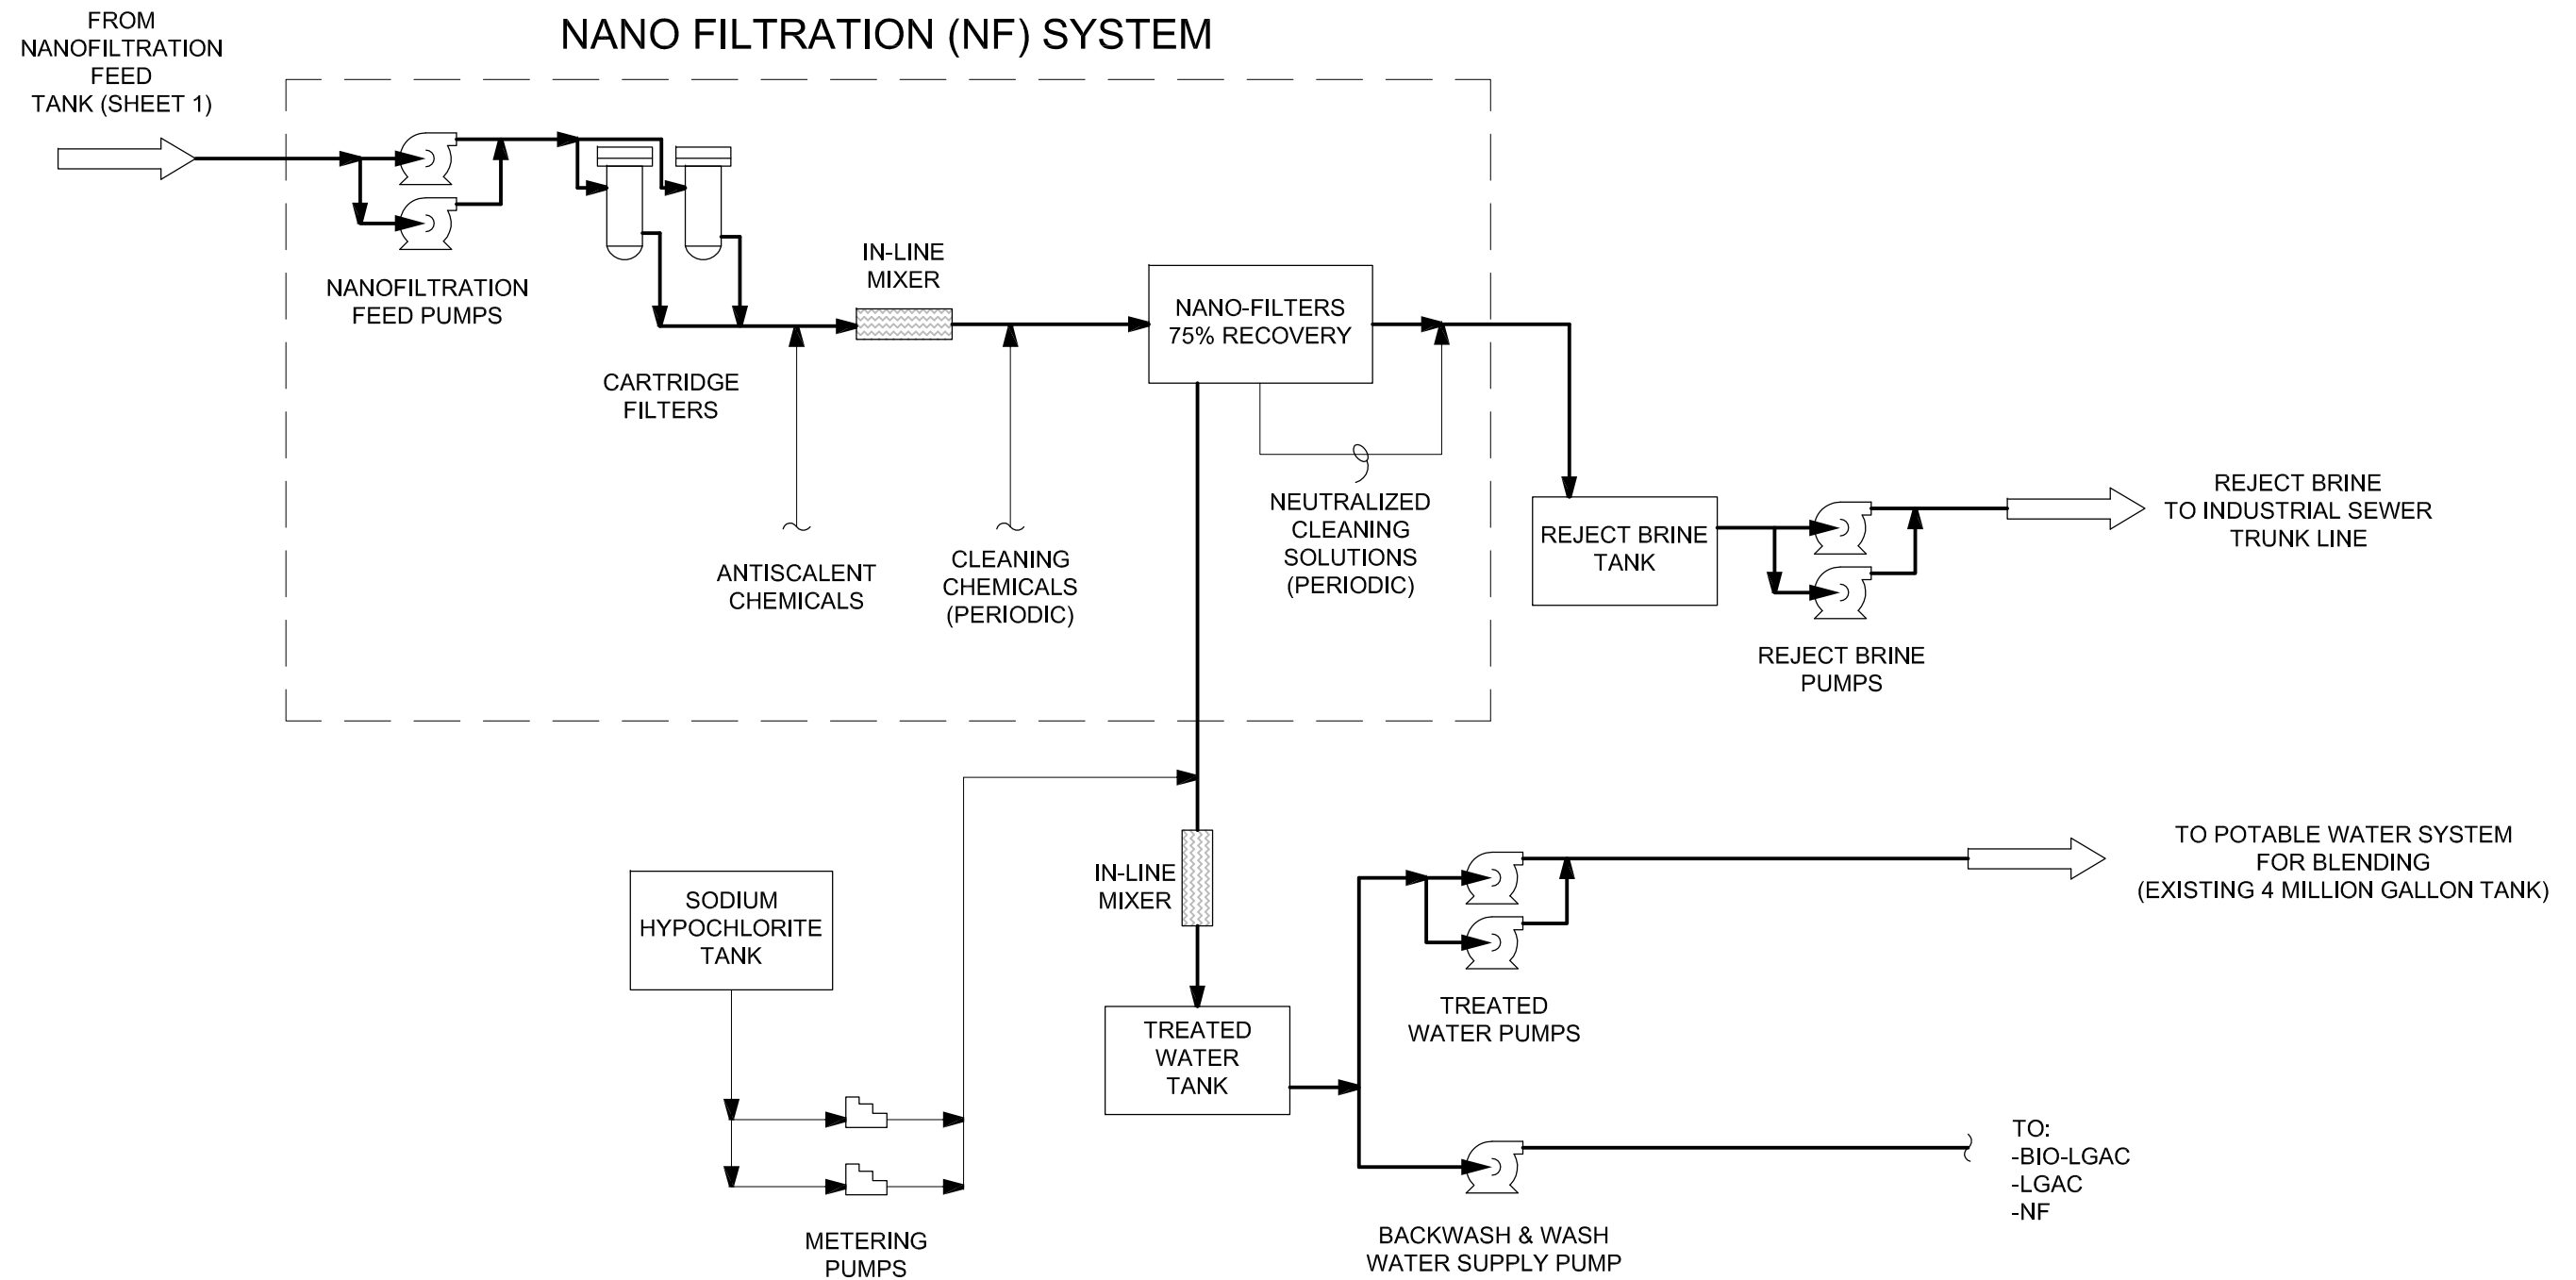 NANO FILTRATION (NF) SYSTEM
FROM
NANOFILTRATION
FEED
TANK (SHEET 1)
NANOFILTRATION
FEED PUMPS
CARTRIDGE
FILTERS
IN-LINE
MIXER
ANTISCALENT
CHEMICALS
CLEANING
CHEMICALS
(PERIODIC)
NANO-FILTERS
75% RECOVERY
NEUTRALIZED
CLEANING
SOLUTIONS
(PERIODIC)
REJECT BRINE
TANK
REJECT BRINE
PUMPS
REJECT BRINE
TO INDUSTRIAL SEWER
TRUNK LINE
SODIUM
HYPOCHLORITE
TANK
METERING
PUMPS
IN-LINE
MIXER
TREATED
WATER
TANK
TREATED
WATER PUMPS
TO POTABLE WATER SYSTEM
FOR BLENDING
(EXISTING 4 MILLION GALLON TANK)
BACKWASH & WASH
WATER SUPPLY PUMP
TO:
-BIO-LGAC
-LGAC
-NF